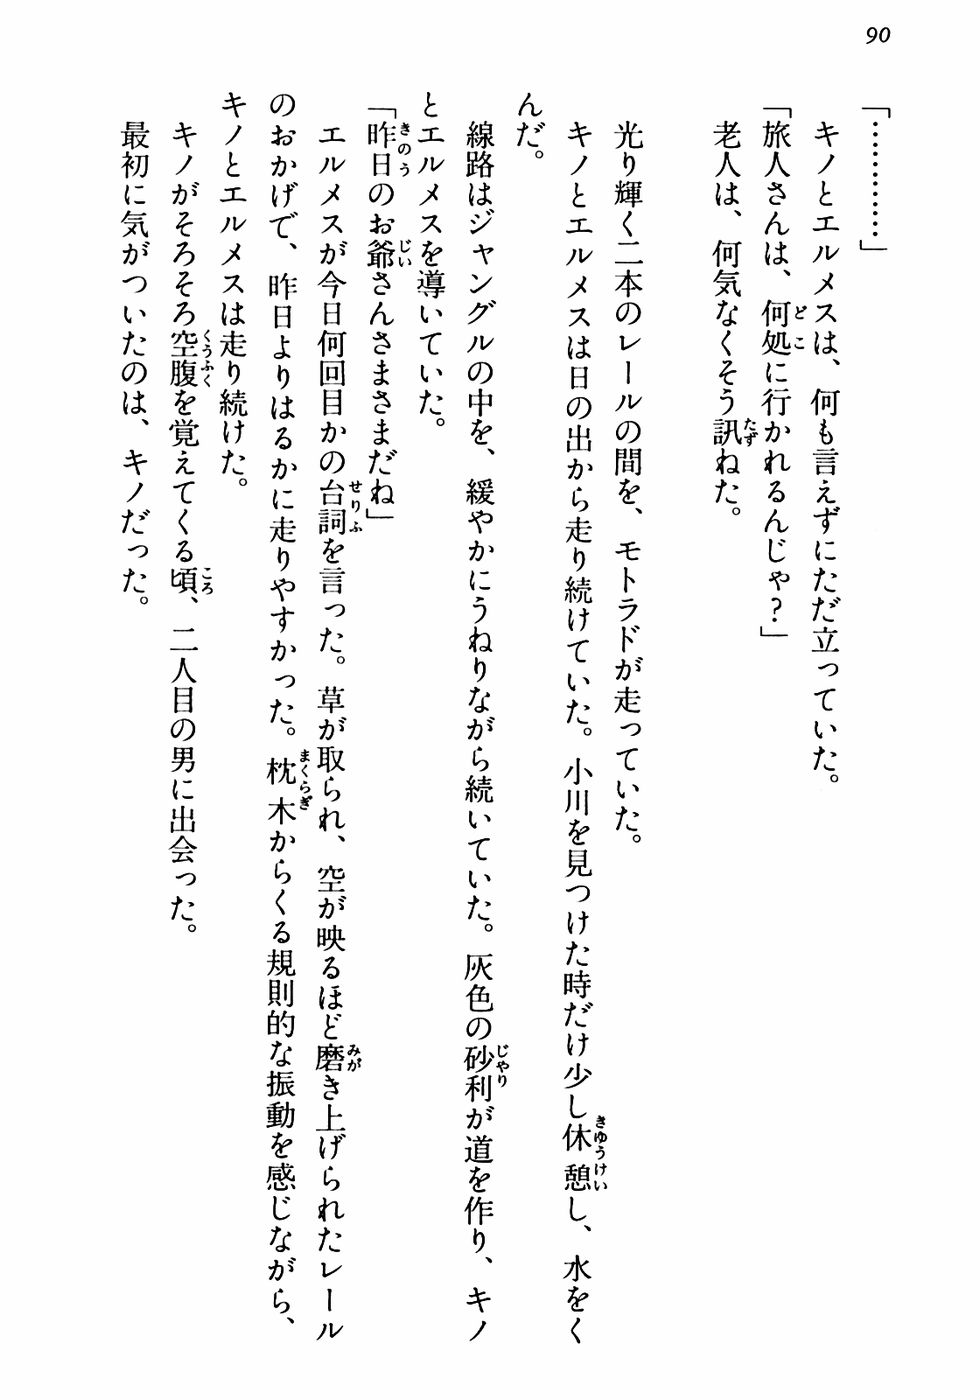 90
「…………」
キノとエルメスは、何も言えずにただ立っていた。
「旅人さんは、何処に行かれるんじゃ？」
老人は、何気なくそう訊ねた。
光り輝く二本のレールの間を、モトラドが走っていた。
キノとエルメスは日の出から走り続けていた。小川を見つけた時だけ少し休憩し、水をく
んだ。
線路はジャングルの中を、緩やかにうねりながら続いていた。灰色の砂利が道を作り、キノ
とエルメスを導いていた。
「昨日のお爺さんさまさまだね」
エルメスが今日何回目かの台詞を言った。草が取られ、空が映るほど磨き上げられたレール
のおかげで、昨日よりはるかに走りやすかった。枕木からくる規則的な振動を感じながら、
キノとエルメスは走り続けた。
キノがそろそろ空腹を覚えてくる頃、二人目の男に出会った。
最初に気がついたのは、キノだった。